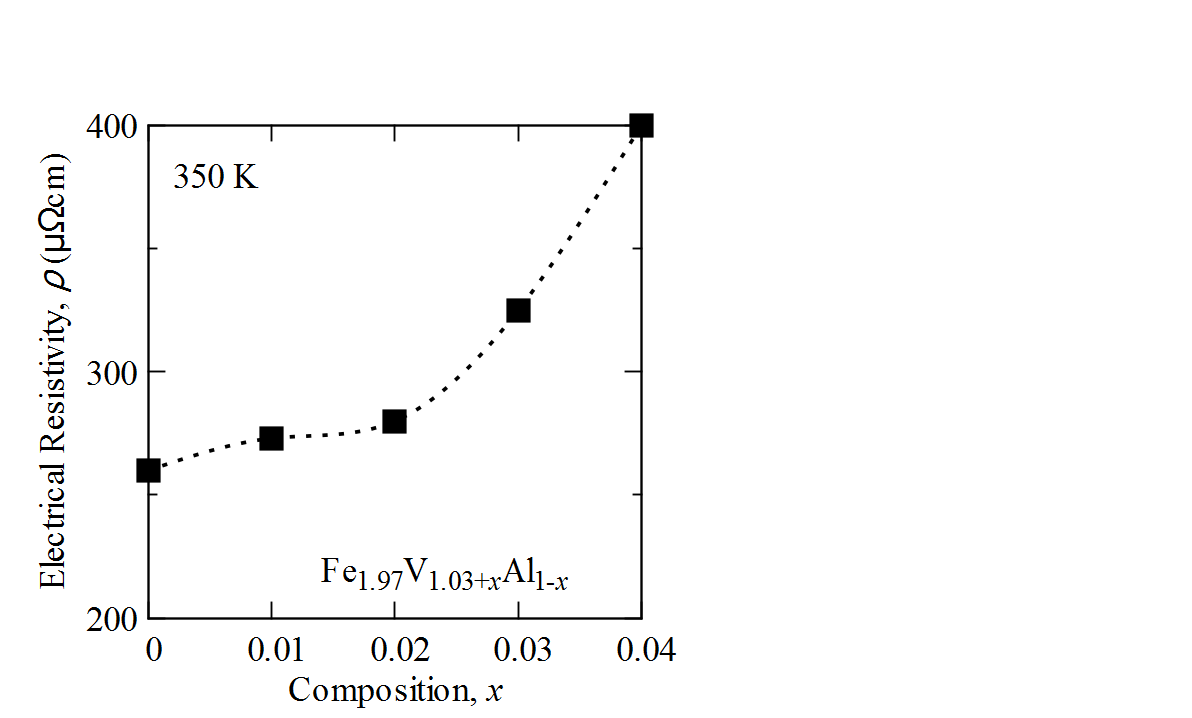 400
350 K
300
200
Electrical Resistivity, ρ (μΩcm)
Fe1.97V1.03+xAl1-x
0 0.01 0.02 0.03 0.04
Composition, x